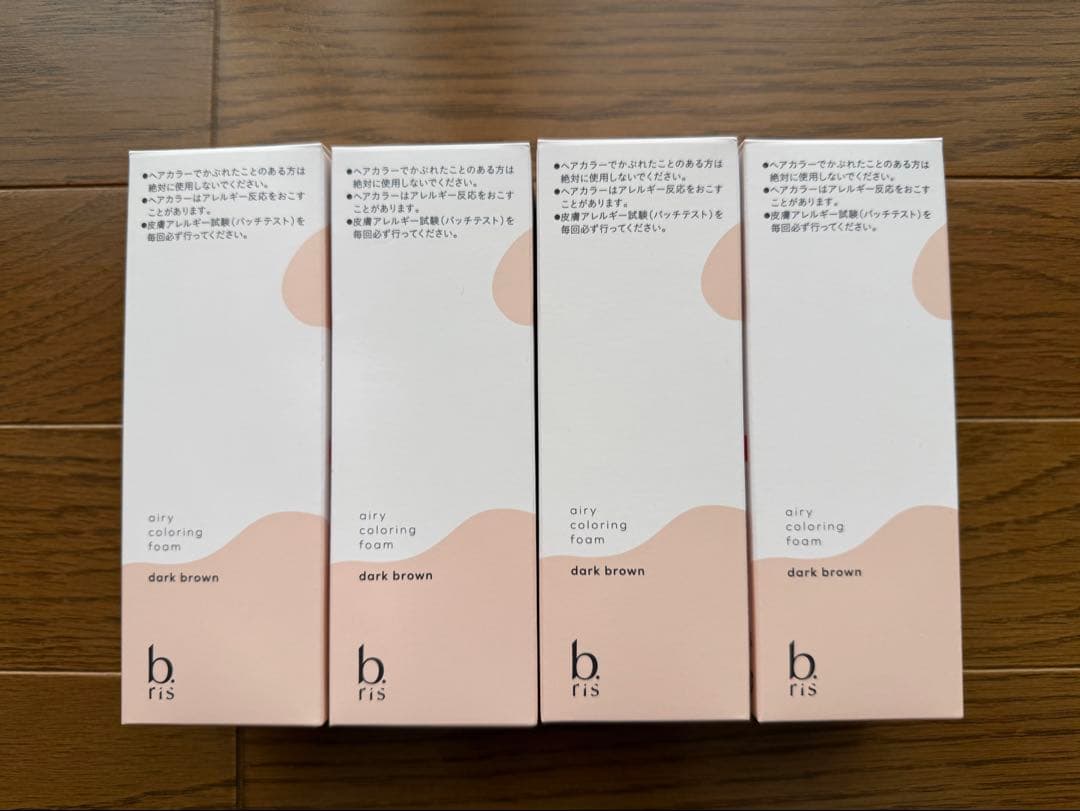 ●ヘアカラーでかぶれたことのある方は
絶対に使用しないでください。
●ヘアカラーはアレルギー反応をおこす
ことがあります。
●皮膚アレルギー試験(パッチテスト)を
毎回必ず行ってください。
airy
coloring
foam
dark brown
b.
ris
●ヘアカラーでかぶれたことのある方は
絶対に使用しないでください。
●ヘアカラーはアレルギー反応をおこす
ことがあります。
●皮膚アレルギー試験(パッチテスト)を
毎回必ず行ってください。
airy
coloring
foam
dark brown
b.
ris
●ヘアカラーでかぶれたことのある方は
絶対に使用しないでください。
●ヘアカラーはアレルギー反応をおこす
ことがあります。
●皮膚アレルギー試験(パッチテスト)を
毎回必ず行ってください。
airy
coloring
foam
dark brown
b.
ris
●ヘアカラーでかぶれたことのある方は
絶対に使用しないでください。
●ヘアカラーはアレルギー反応をおこす
ことがあります。
●皮膚アレルギー試験(パッチテスト)を
毎回必ず行ってください。
airy
coloring
foam
dark brown
b.
ris